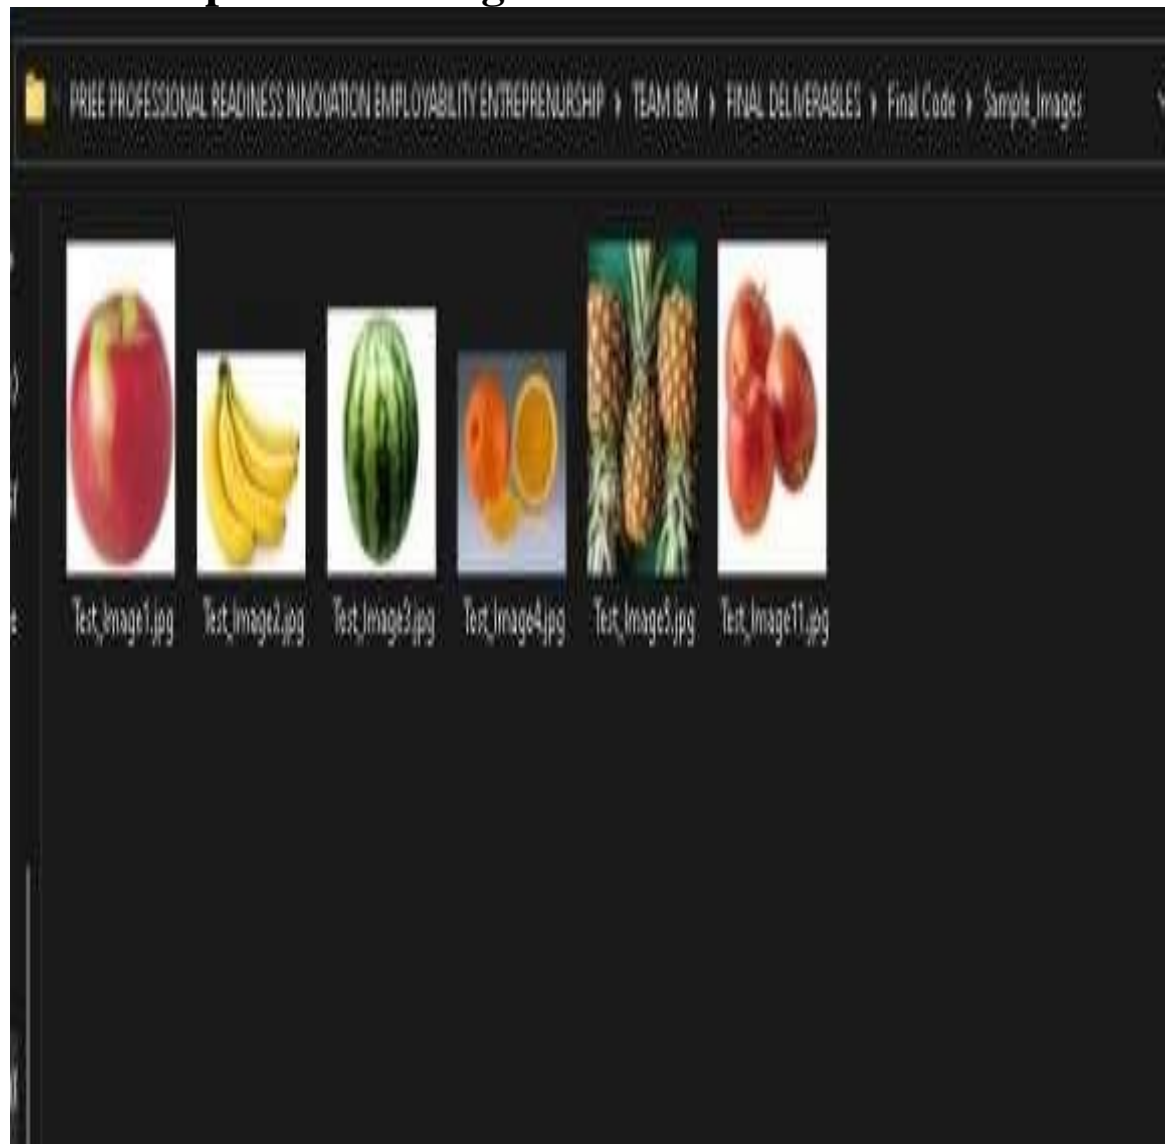 PRIEE PROFESSIONAL READINESS INNOVATION EMPLOYABILITY ENTREPRENURSHIP › TEAM IBM › FINAL DELIVERABLES › Final Code › Sample_Images
Test_Image1.jpg Test_Image2.jpg Test_Image3.jpg Test_Image4.jpg Test_Image5.jpg Test_Image11.jpg